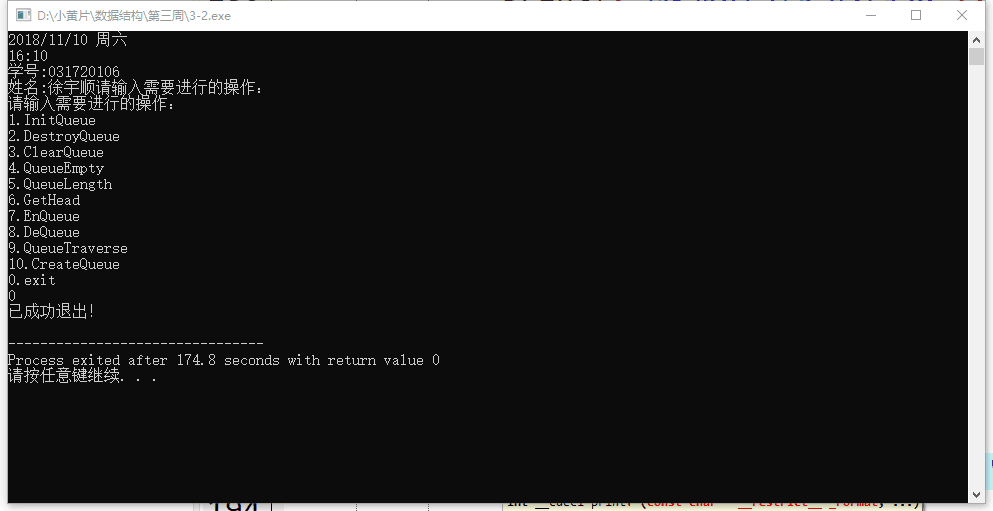 D:\小黄片\数据结构\第三周\3-2.exe
2018/11/10 周六
16:10
学号:031720106
姓名:徐宇顺请输入需要进行的操作:
请输入需要进行的操作:
1.InitQueue
2.DestroyQueue
3.ClearQueue
4.QueueEmpty
5.QueueLength
6.GetHead
7.EnQueue
8.DeQueue
9.QueueTraverse
10.CreateQueue
0.exit
0
已成功退出!
--------------------------------
Process exited after 174.8 seconds with return value 0
请按任意键继续. . .